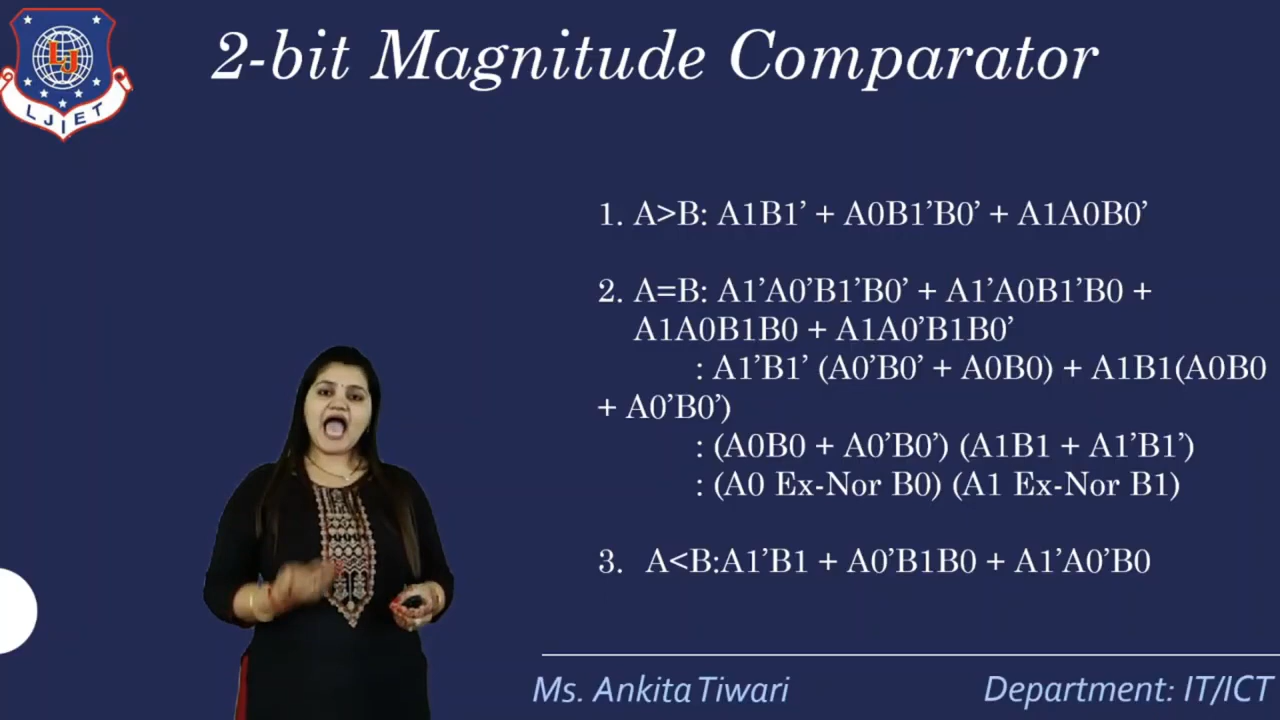 LJ
LJIET
2-bit Magnitude Comparator
1. A>B: A1B1’ + A0B1’B0’ + A1A0B0’
2. A=B: A1’A0’B1’B0’ + A1’A0B1’B0 +
A1A0B1B0 + A1A0’B1B0’
: A1’B1’ (A0’B0’ + A0B0) + A1B1(A0B0
+ A0’B0’)
: (A0B0 + A0’B0’) (A1B1 + A1’B1’)
: (A0 Ex-Nor B0) (A1 Ex-Nor B1)
3. A<B:A1’B1 + A0’B1B0 + A1’A0’B0
Ms. Ankita Tiwari
Department: IT/ICT